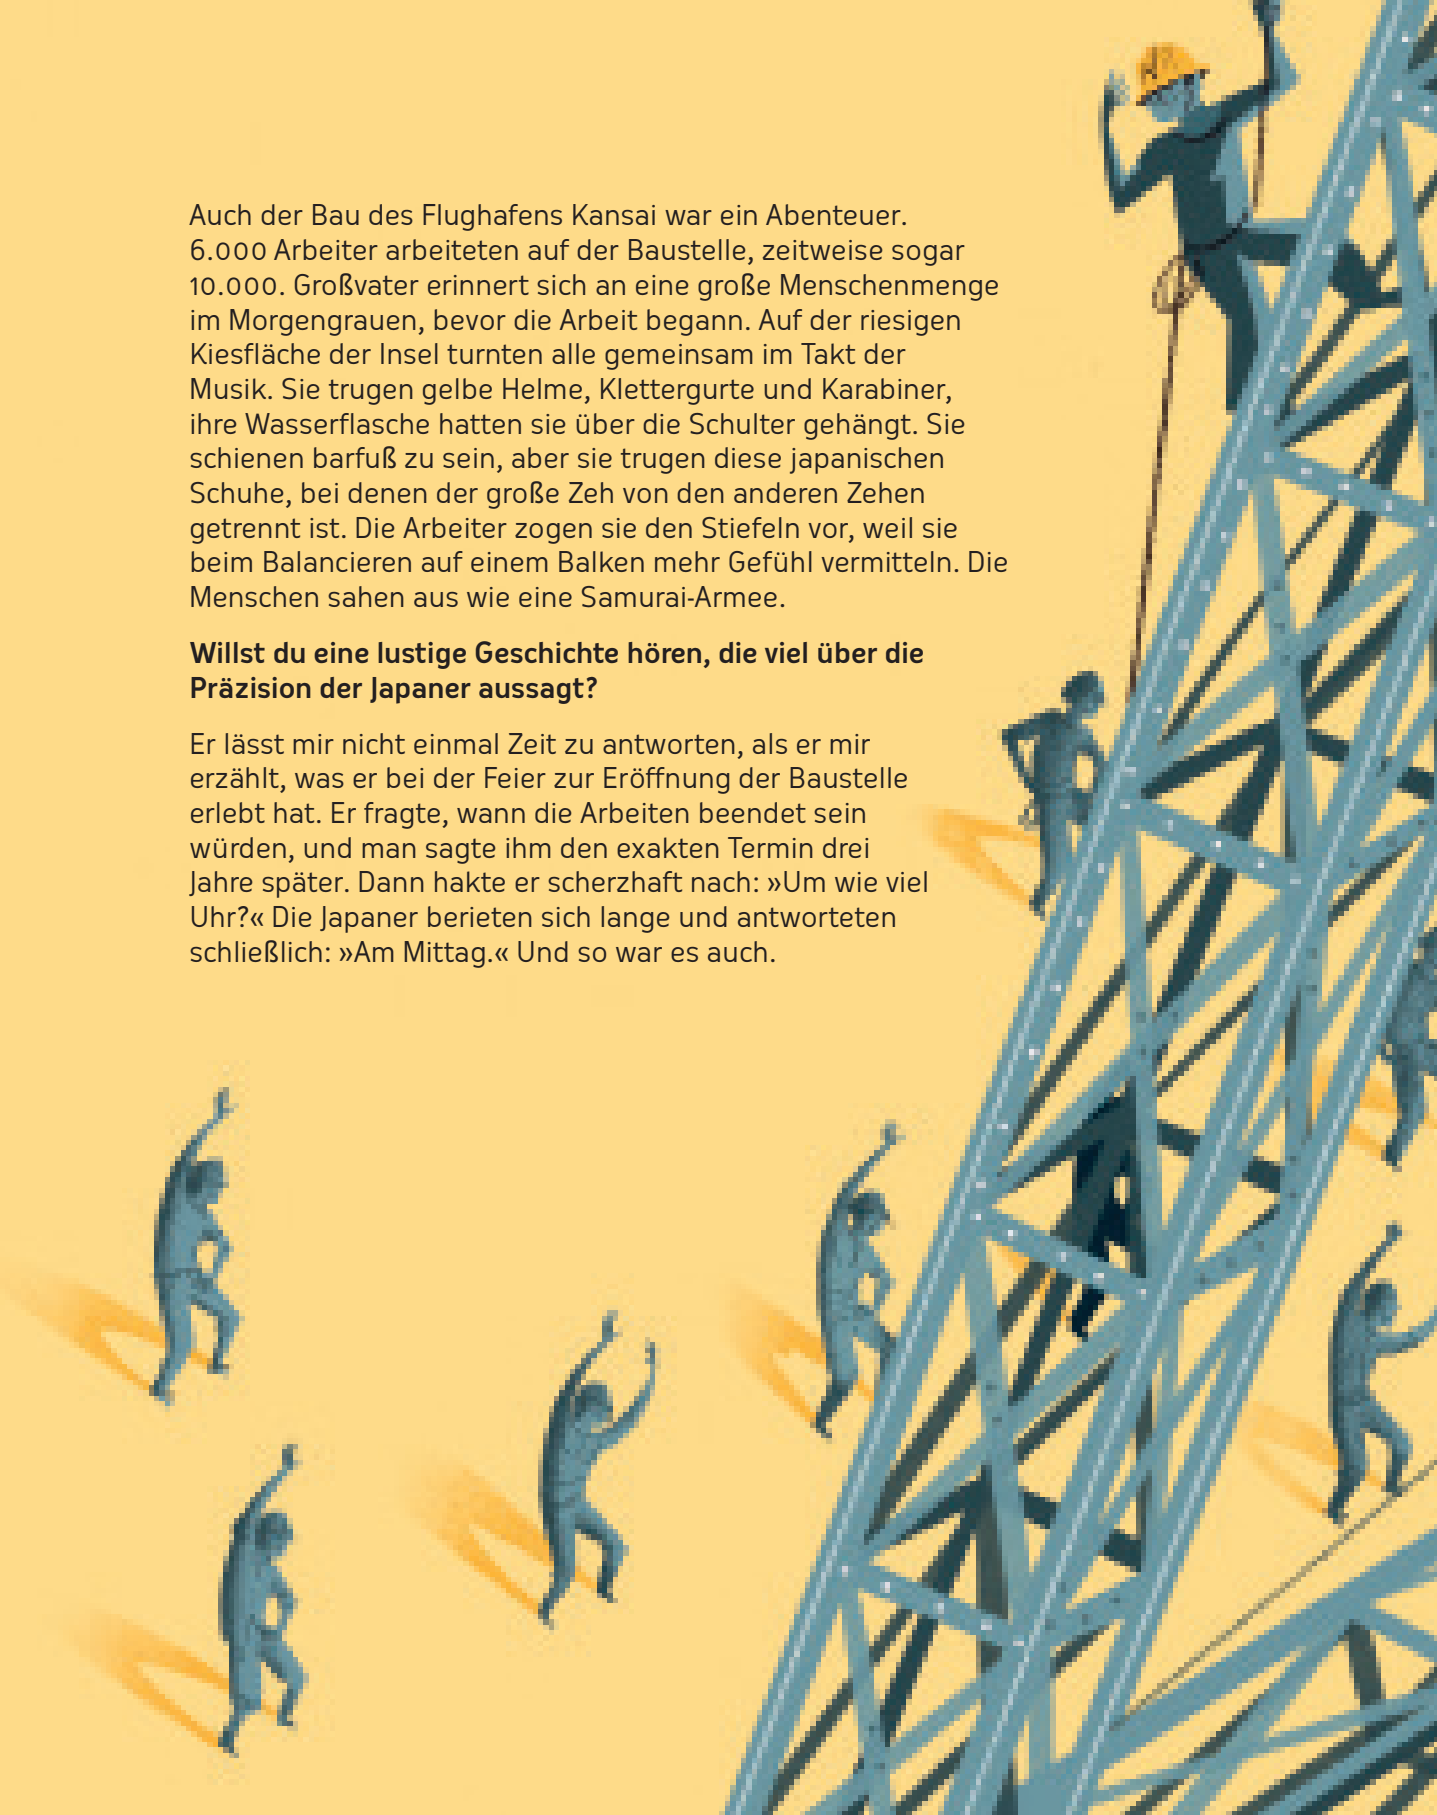 Auch der Bau des Flughafens Kansai war ein Abenteuer.
6.000 Arbeiter arbeiteten auf der Baustelle, zeitweise sogar
10.000. Großvater erinnert sich an eine große Menschenmenge
im Morgengrauen, bevor die Arbeit begann. Auf der riesigen
Kiesfläche der Insel turnten alle gemeinsam im Takt der
Musik. Sie trugen gelbe Helme, Klettergurte und Karabiner,
ihre Wasserflasche hatten sie über die Schulter gehängt. Sie
schienen barfuß zu sein, aber sie trugen diese japanischen
Schuhe, bei denen der große Zeh von den anderen Zehen
getrennt ist. Die Arbeiter zogen sie den Stiefeln vor, weil sie
beim Balancieren auf einem Balken mehr Gefühl vermitteln. Die
Menschen sahen aus wie eine Samurai-Armee.
Willst du eine lustige Geschichte hören, die viel über die
Präzision der Japaner aussagt?
Er lässt mir nicht einmal Zeit zu antworten, als er mir
erzählt, was er bei der Feier zur Eröffnung der Baustelle
erlebt hat. Er fragte, wann die Arbeiten beendet sein
würden, und man sagte ihm den exakten Termin drei
Jahre später. Dann hakte er scherzhaft nach: »Um wie viel
Uhr?« Die Japaner berieten sich lange und antworteten
schließlich: »Am Mittag.« Und so war es auch.